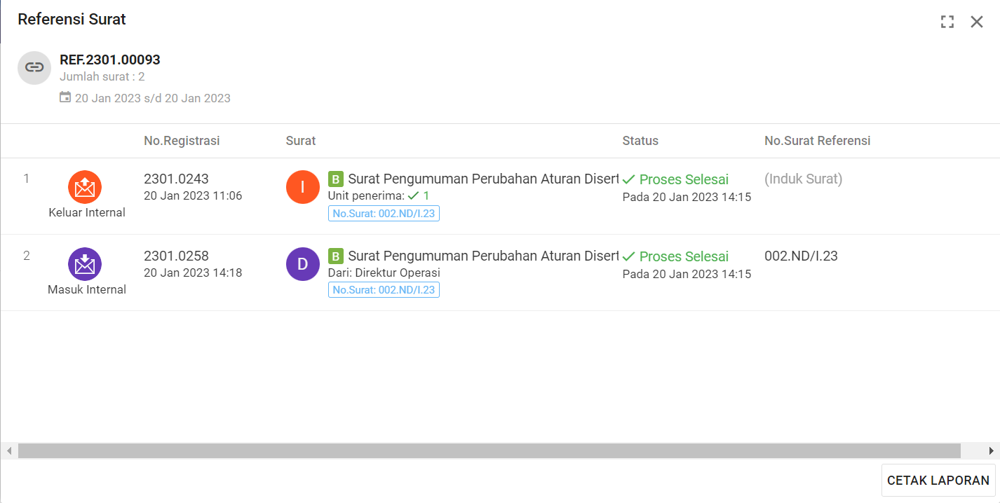 Referensi Surat
REF.2301.00093
Jumlah surat : 2
20 Jan 2023 s/d 20 Jan 2023
No.Registrasi Surat Status No.Surat Referensi
1 2301.0243 I B Surat Pengumuman Perubahan Aturan Disert Proses Selesai (Induk Surat)
20 Jan 2023 11:06 Unit penerima: 1 Pada 20 Jan 2023 14:15
Keluar Internal No.Surat: 002.ND/I.23
2 2301.0258 D B Surat Pengumuman Perubahan Aturan Disert Proses Selesai 002.ND/I.23
20 Jan 2023 14:18 Dari: Direktur Operasi Pada 20 Jan 2023 14:15
Masuk Internal No.Surat: 002.ND/I.23
CETAK LAPORAN